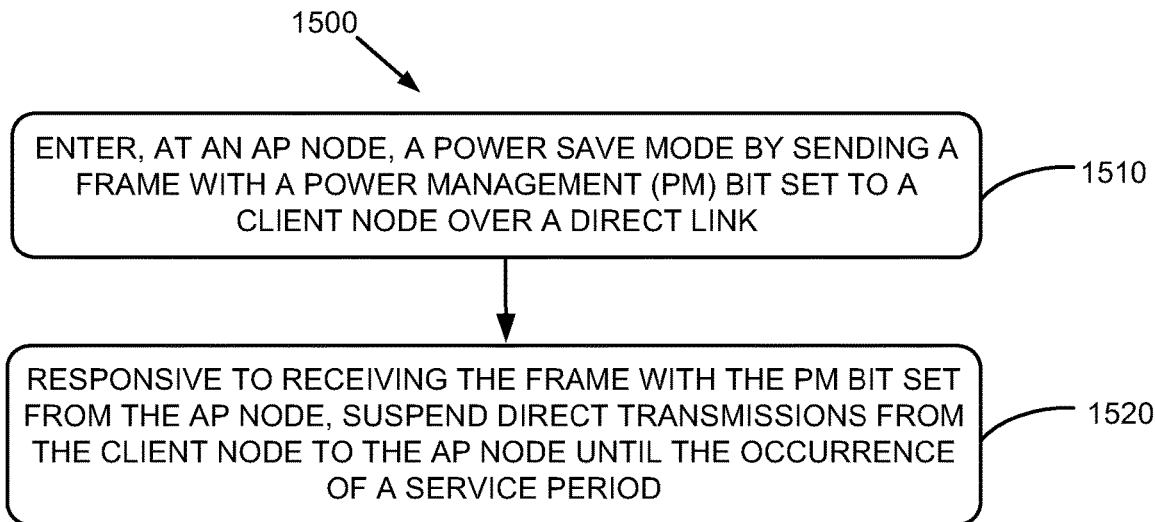 1500
ENTER, AT AN AP NODE, A POWER SAVE MODE BY SENDING A
FRAME WITH A POWER MANAGEMENT (PM) BIT SET TO A
CLIENT NODE OVER A DIRECT LINK
1510
RESPONSIVE TO RECEIVING THE FRAME WITH THE PM BIT SET
FROM THE AP NODE, SUSPEND DIRECT TRANSMISSIONS FROM
THE CLIENT NODE TO THE AP NODE UNTIL THE OCCURRENCE
OF A SERVICE PERIOD
1520